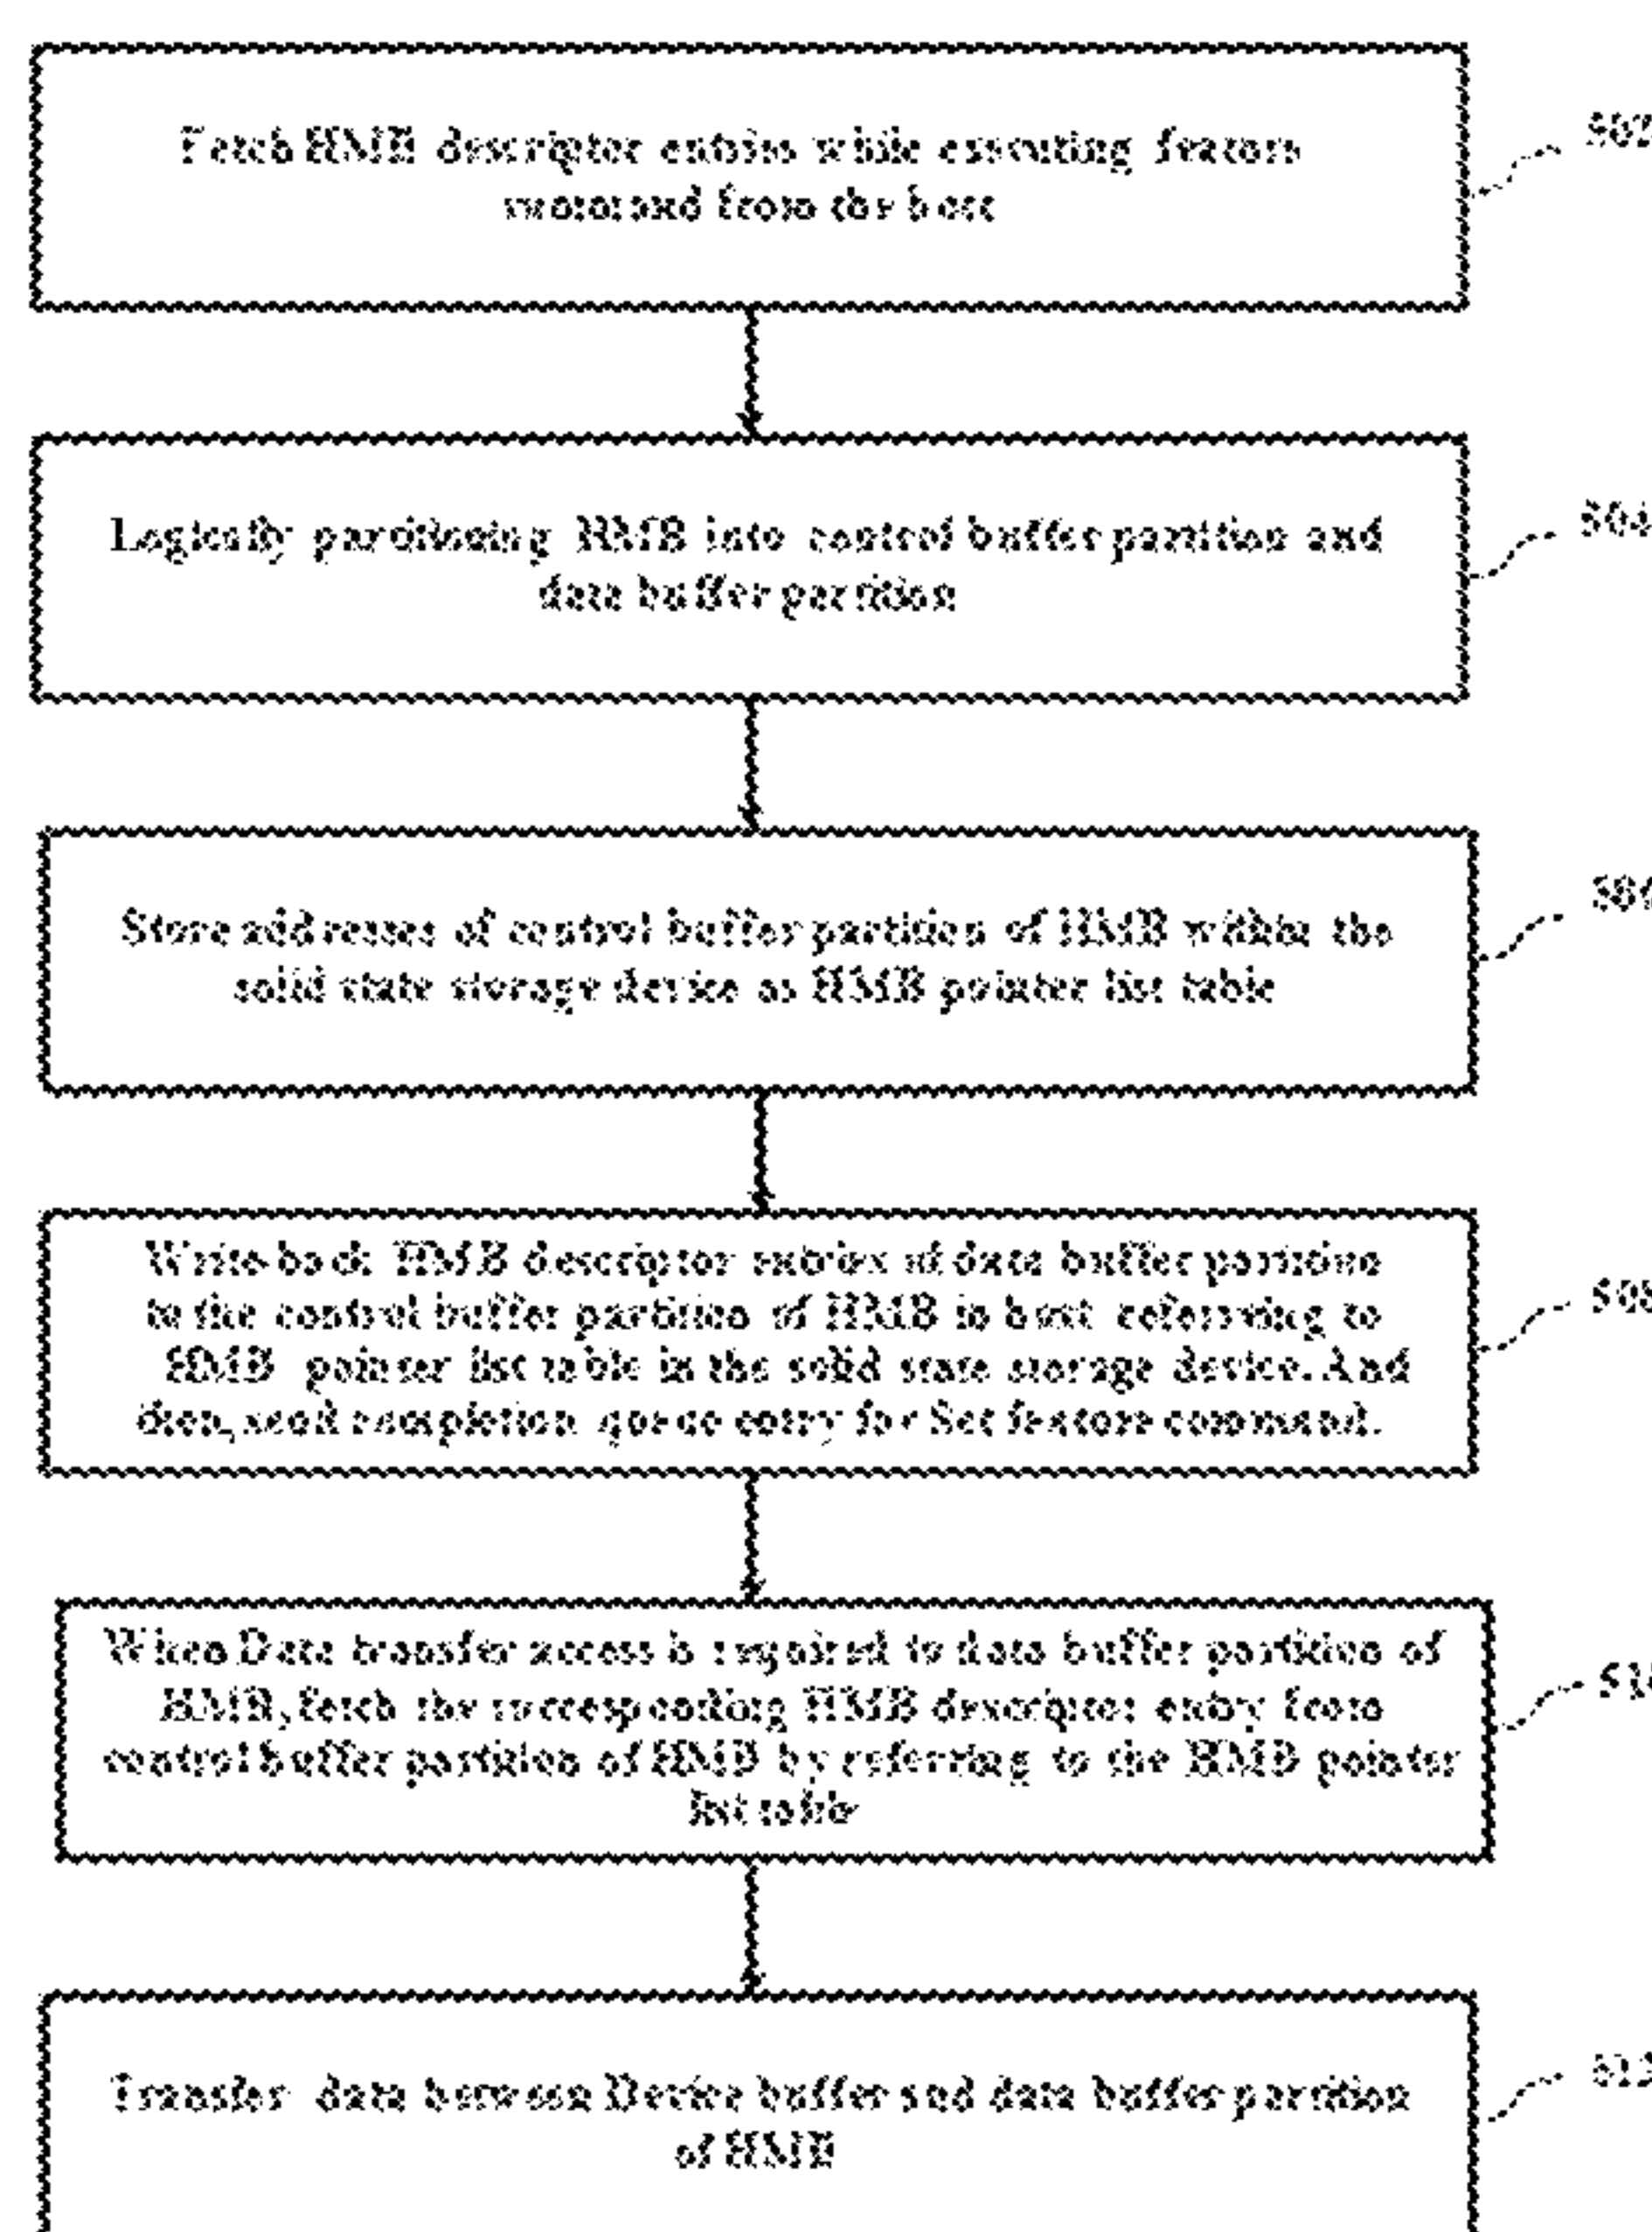 Fetch HMB descriptor entries while executing feature
command from the host
502
Logically partitioning HMB into control buffer partition and
data buffer partition
504
Store addresses of control buffer partition of HMB within the
solid state storage device as HMB pointer list table
506
Write back HMB descriptor entries of data buffer partition
to the control buffer partition of HMB in host referring to
HMB pointer list table in the solid state storage device. And
then, send completion queue entry for Set feature command.
508
When Data transfer access is required to data buffer partition of
HMB, fetch the corresponding HMB descriptor entry from
control buffer partition of HMB by referring to the HMB pointer
list table
510
Transfer data between Device buffer and data buffer partition
of HMB
512